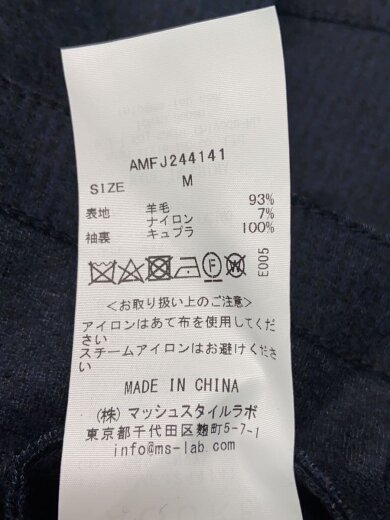 AMFJ244141
SIZE M
表地 羊毛 93%
ナイロン 7%
袖裏 キュプラ 100%
F W
E005
<お取り扱い上のご注意>
アイロンはあて布を使用してくだ
さい
スチームアイロンはお避けくださ
い
MADE IN CHINA
(株) マッシュスタイルラボ
東京都千代田区麹町5-7-1
info@ms-lab.com